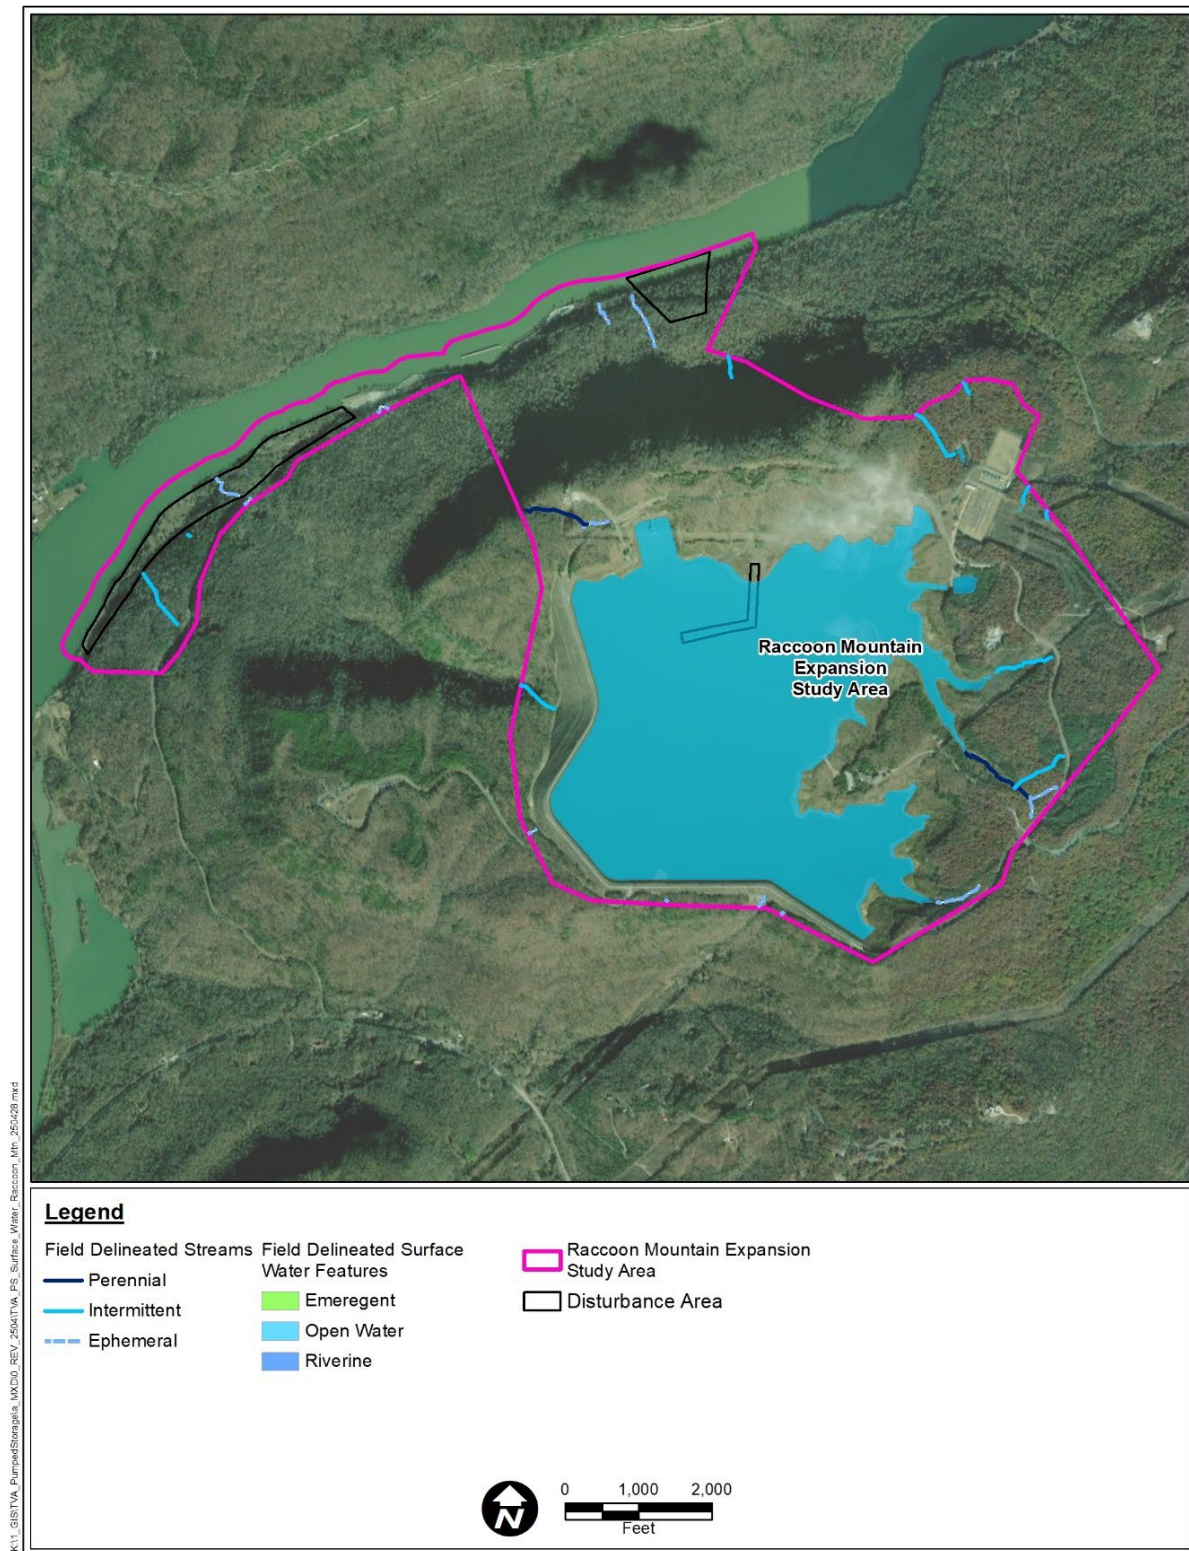 Raccoon Mountain
Expansion
Study Area
Legend
Field Delineated Streams
Perennial
Intermittent
Ephemeral
Field Delineated Surface
Water Features
Emeregent
Open Water
Riverine
Raccoon Mountain Expansion
Study Area
Disturbance Area
N
0 1,000 2,000
Feet